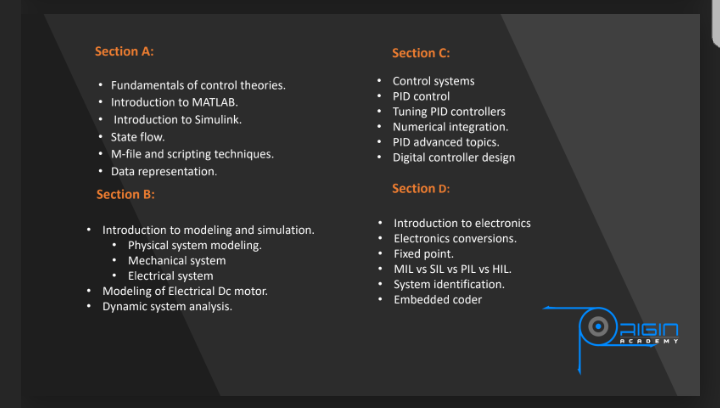 Section A:
• Fundamentals of control theories.
• Introduction to MATLAB.
• Introduction to Simulink.
• State flow.
• M-file and scripting techniques.
• Data representation.
Section B:
• Introduction to modeling and simulation.
• Physical system modeling.
• Mechanical system
• Electrical system
• Modeling of Electrical Dc motor.
• Dynamic system analysis.
Section C:
• Control systems
• PID control
• Tuning PID controllers
• Numerical integration.
• PID advanced topics.
• Digital controller design
Section D:
• Introduction to electronics
• Electronics conversions.
• Fixed point.
• MIL vs SIL vs PIL vs HIL.
• System identification.
• Embedded coder
ORIGIN
ACADEMY